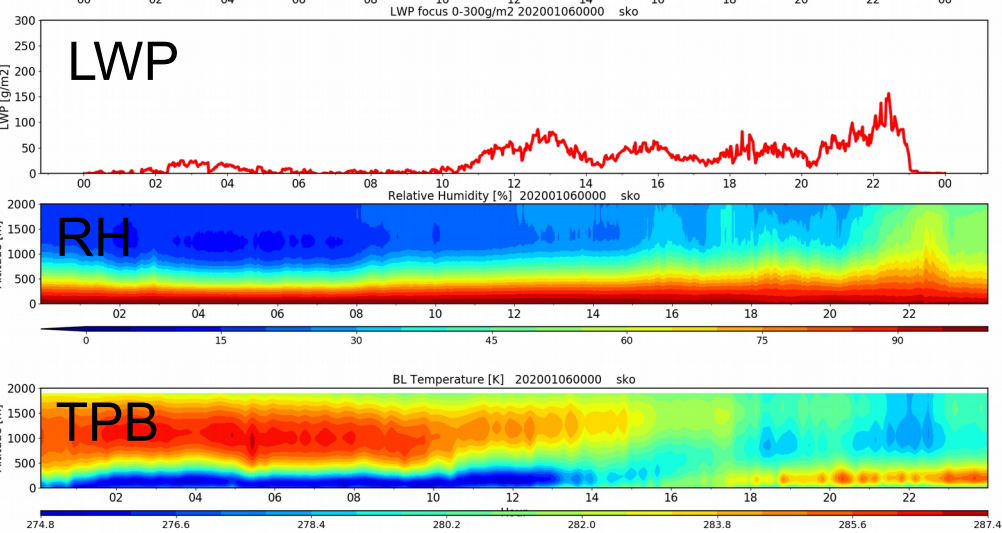 LWP focus 0-300g/m2 202001060000 sko
300
250
200
150
100
50
0
LWP [g/m2]
LWP
00 02 04 06 08 10 12 14 16 18 20 22 00
Relative Humidity [%] 202001060000 sko
2000
1500
1000
500
0
RH
02 04 06 08 10 12 14 16 18 20 22
0 15 30 45 60 75 90
BL Temperature [K] 202001060000 sko
2000
1500
1000
500
0
TPB
02 04 06 08 10 12 14 16 18 20 22
274.8 276.6 278.4 280.2 282.0 283.8 285.6 287.4